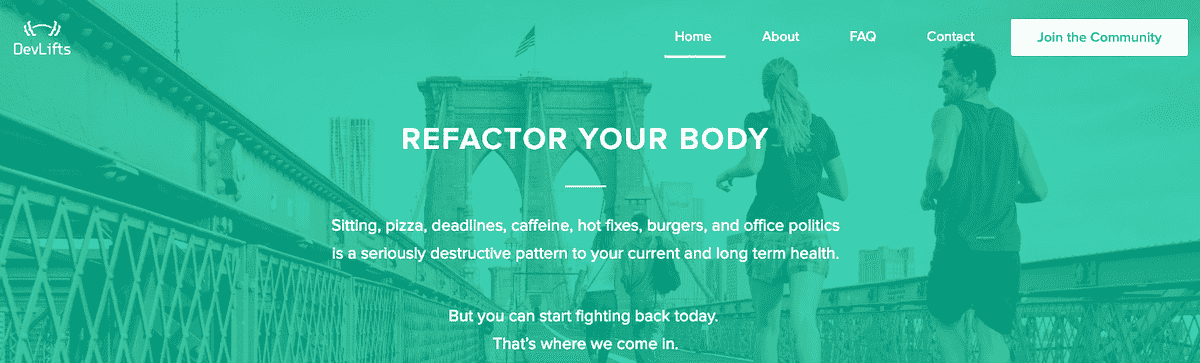 DevLifts
Home
About
FAQ
Contact
Join the Community
REFACTOR YOUR BODY
Sitting, pizza, deadlines, caffeine, hot fixes, burgers, and office politics
is a seriously destructive pattern to your current and long term health.
But you can start fighting back today.
That's where we come in.